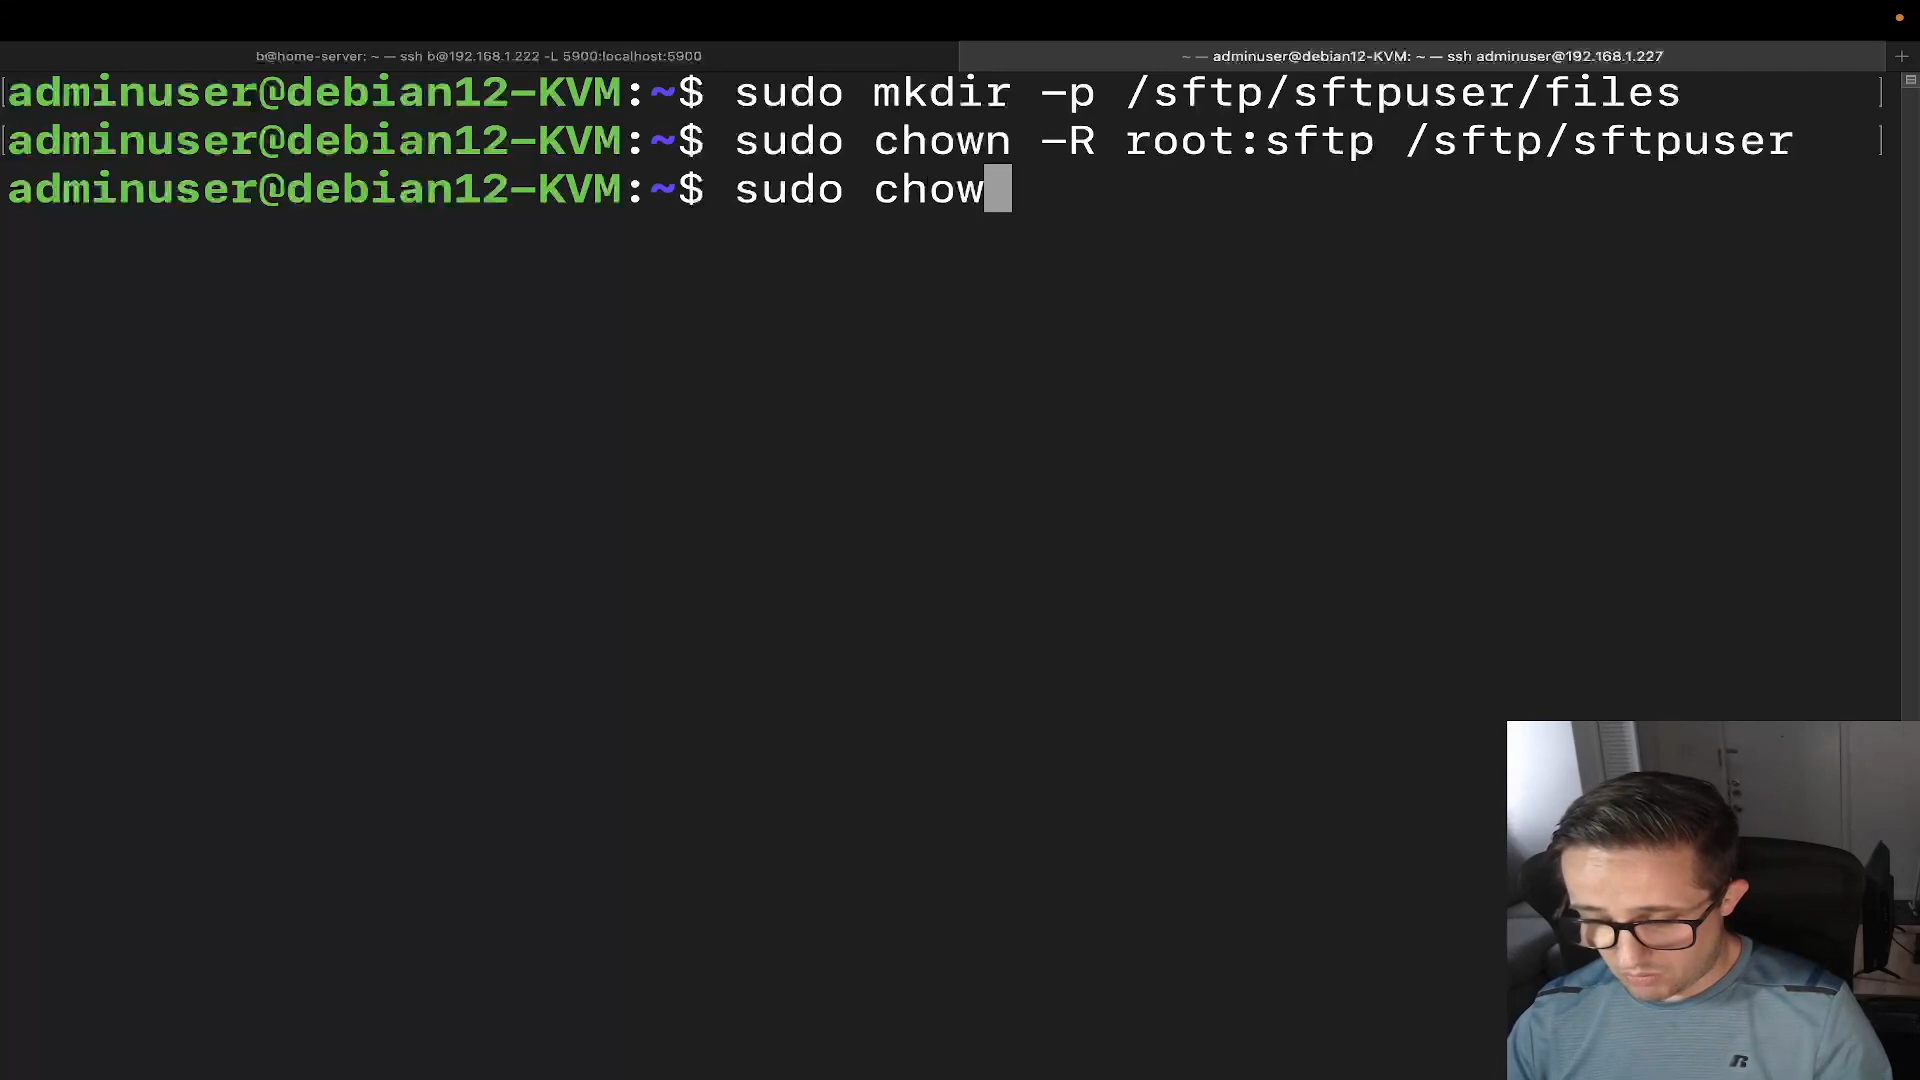 b@home-server: ~ — ssh b@192.168.1.222 -L 5900:localhost:5900
~ — adminuser@debian12-KVM: ~ — ssh adminuser@192.168.1.227
adminuser@debian12-KVM:~$ sudo mkdir -p /sftp/sftpuser/files
adminuser@debian12-KVM:~$ sudo chown -R root:sftp /sftp/sftpuser
adminuser@debian12-KVM:~$ sudo chow